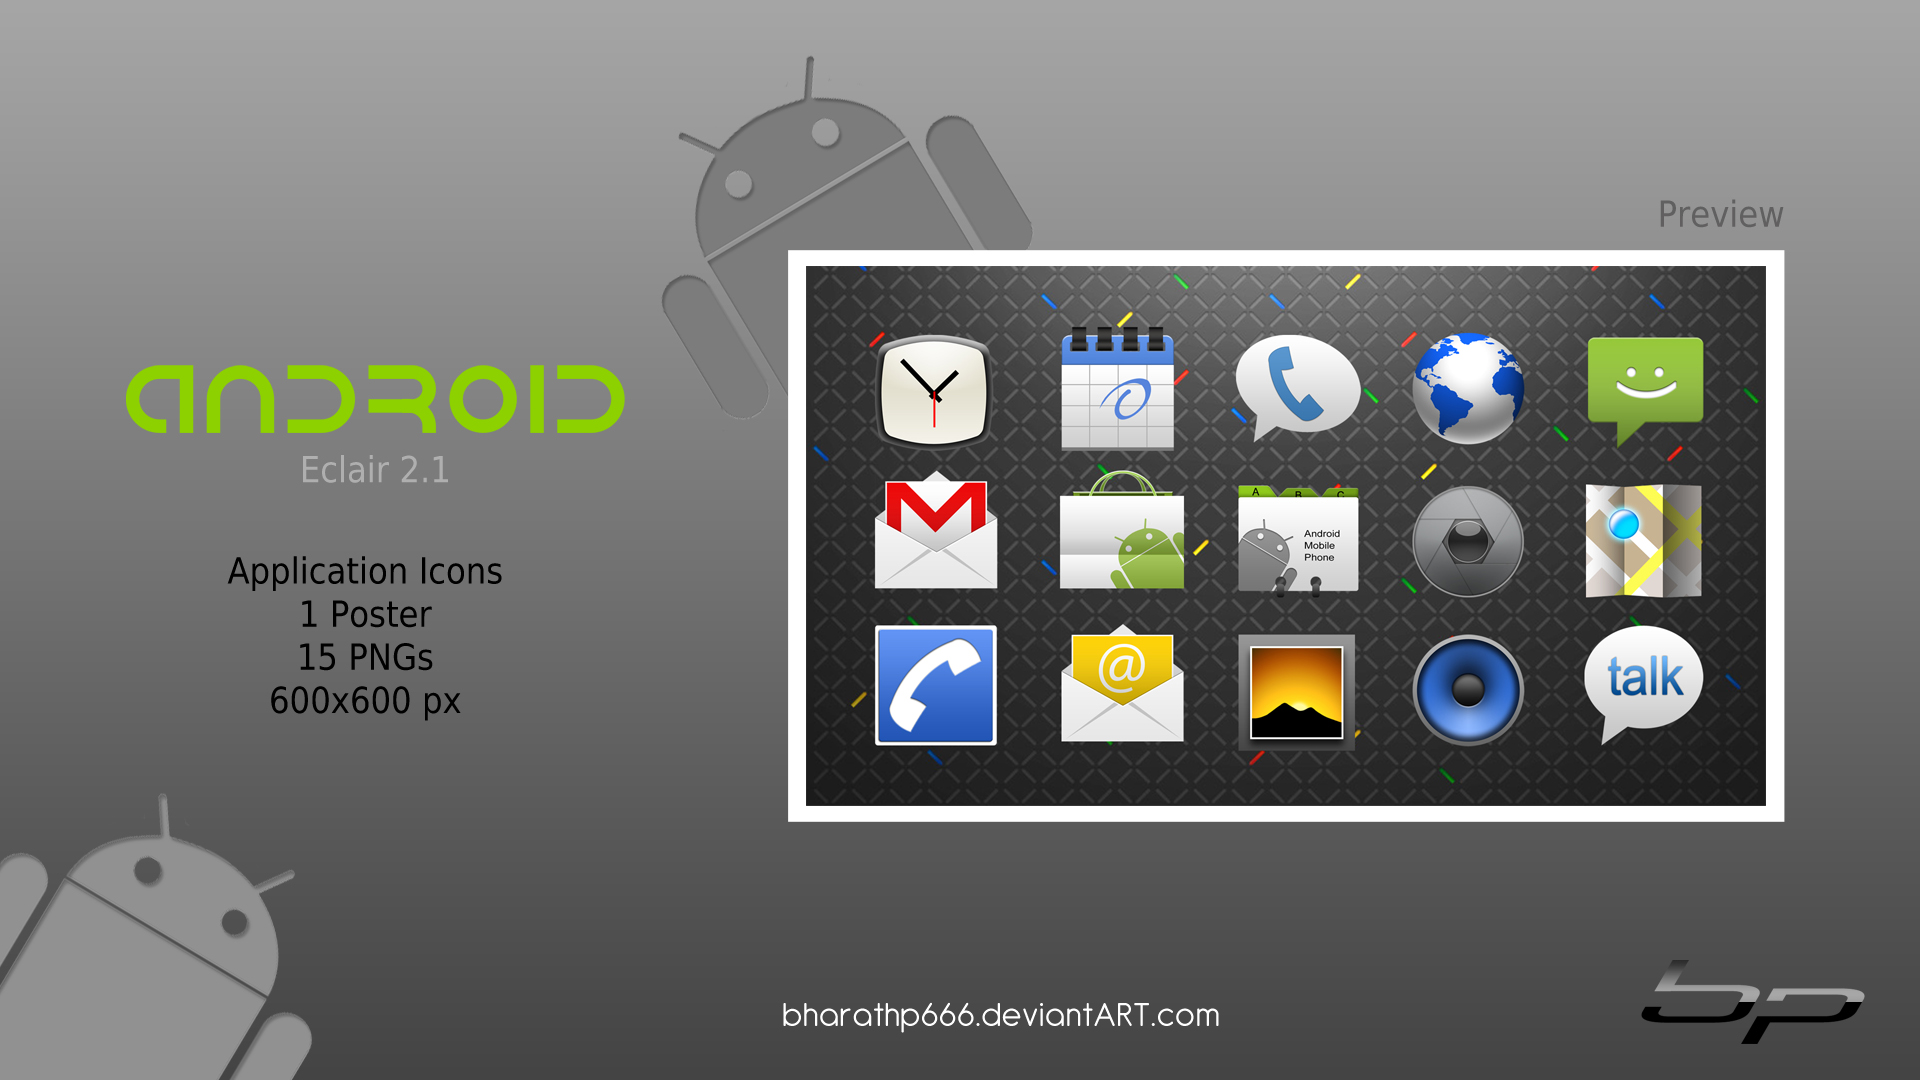 ANDROID
Eclair 2.1
Application Icons
1 Poster
15 PNGs
600x600 px
Preview
A B C
Android
Mobile
Phone
@
talk
bharathp666.deviantART.com
bp